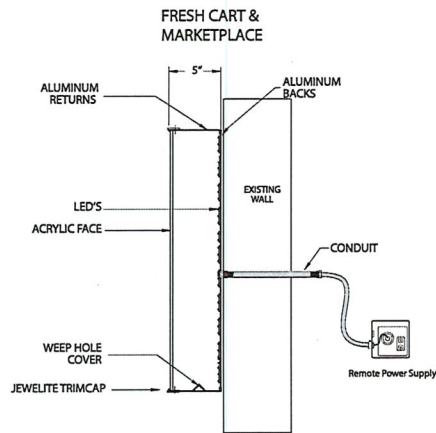 FRESH CART &
MARKETPLACE
5"
ALUMINUM
RETURNS
ALUMINUM
BACKS
EXISTING
WALL
LED'S
ACRYLIC FACE
CONDUIT
WEEP HOLE
COVER
JEWELITE TRIMCAP
Remote Power Supply